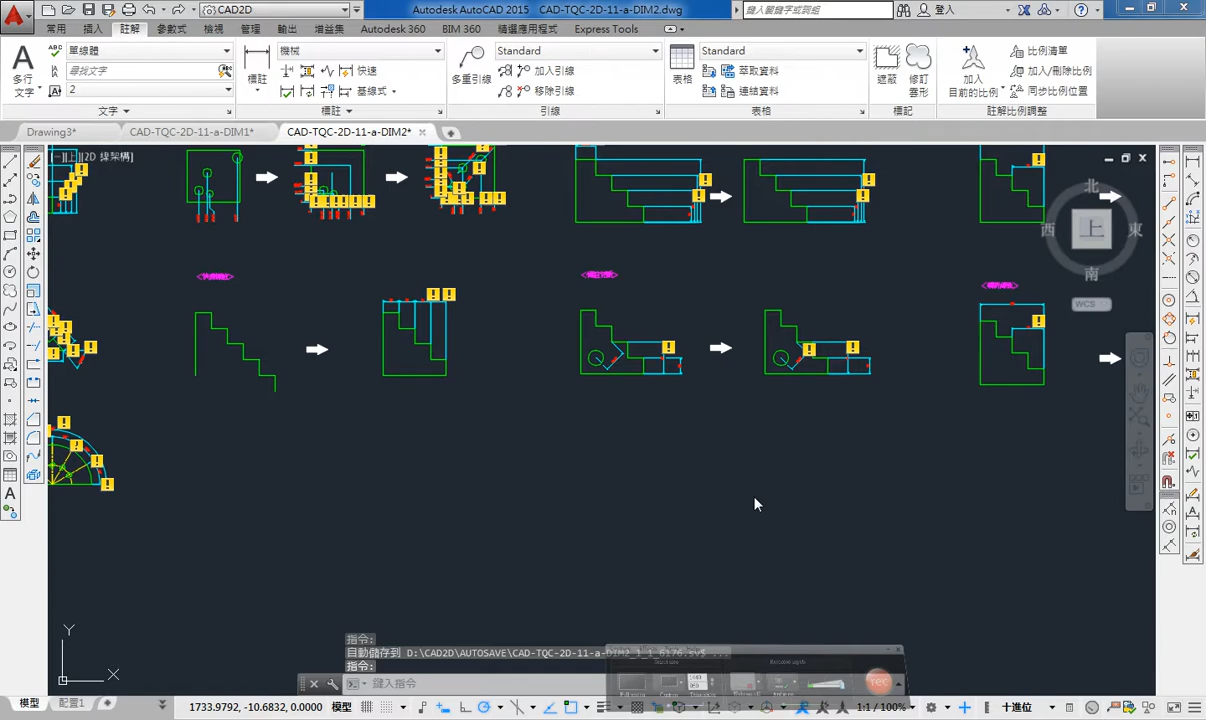 CAD2D
Autodesk AutoCAD 2015 CAD-TQC-2D-11-a-DIM2.dwg
鍵入關鍵字或詞組
登入
常用 插入 註解 參數式 檢視 管理 輸出 增益集 Autodesk 360 BIM 360 精選應用程式 Express Tools
單線體
尋找文字
2
多行
文字
文字
標註
機械
快速
基線式
標註
多重引線
Standard
加入引線
移除引線
引線
表格
Standard
萃取資料
連結資料
表格
遮蔽
修訂
雲形
標記
加入
目前的比例
比例清單
加入/刪除比例
同步比例位置
註解比例調整
Drawing3* CAD-TQC-2D-11-a-DIM1* CAD-TQC-2D-11-a-DIM2*
[−][上][2D 線架構]
北
西 上 東
南
WCS
Y
X
指令:
自動儲存到 D:\CAD2D\AUTOSAVE\CAD-TQC-2D-11-a-DIM2_1_1_6176.sv$ ...
指令:
鍵入指令
rec
模型 配置1
1733.9792, -10.6832, 0.0000 模型
1:1 / 100%
十進位